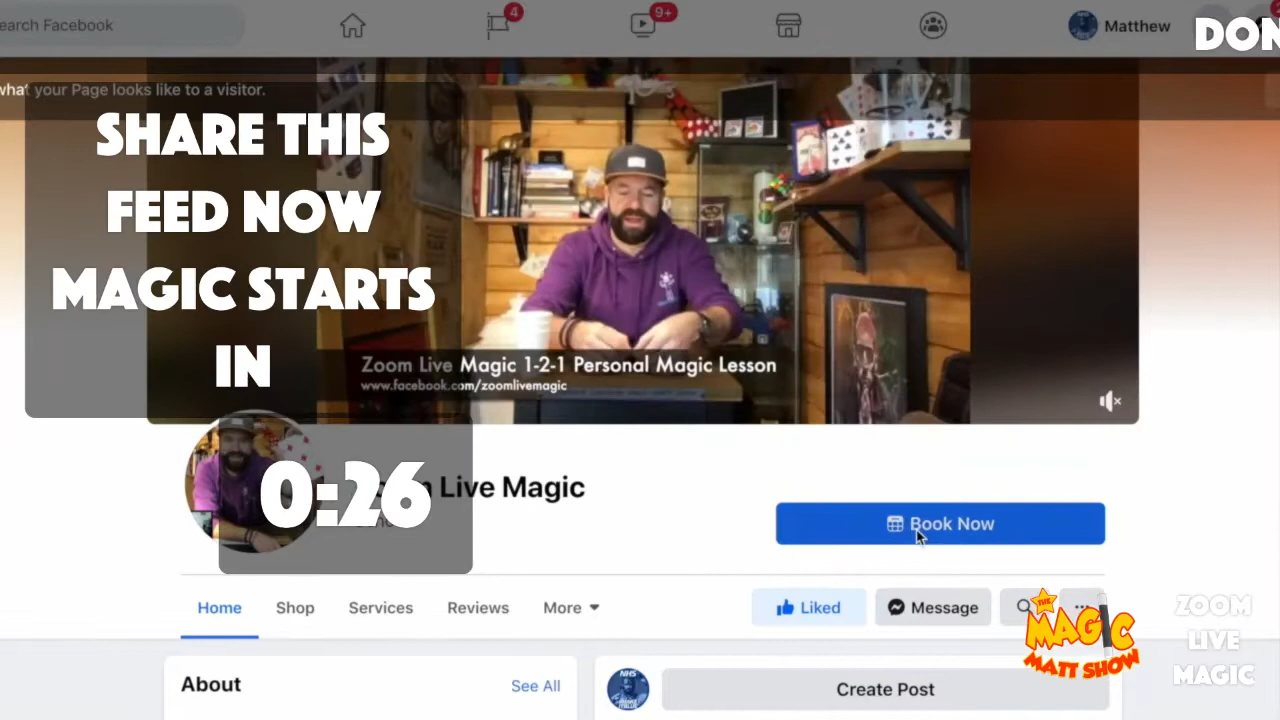 earch Facebook
4
9+
Matthew
DON
what your Page looks like to a visitor.
SHARE THIS
FEED NOW
MAGIC STARTS
IN
Zoom Live Magic 1-2-1 Personal Magic Lesson
www.facebook.com/zoomlivemagic
0:26
Live Magic
Book Now
Home
Shop
Services
Reviews
More
Liked
Message
THE
MAGIC
MATT SHOW
ZOOM
LIVE
MAGIC
About
See All
NHS
Create Post